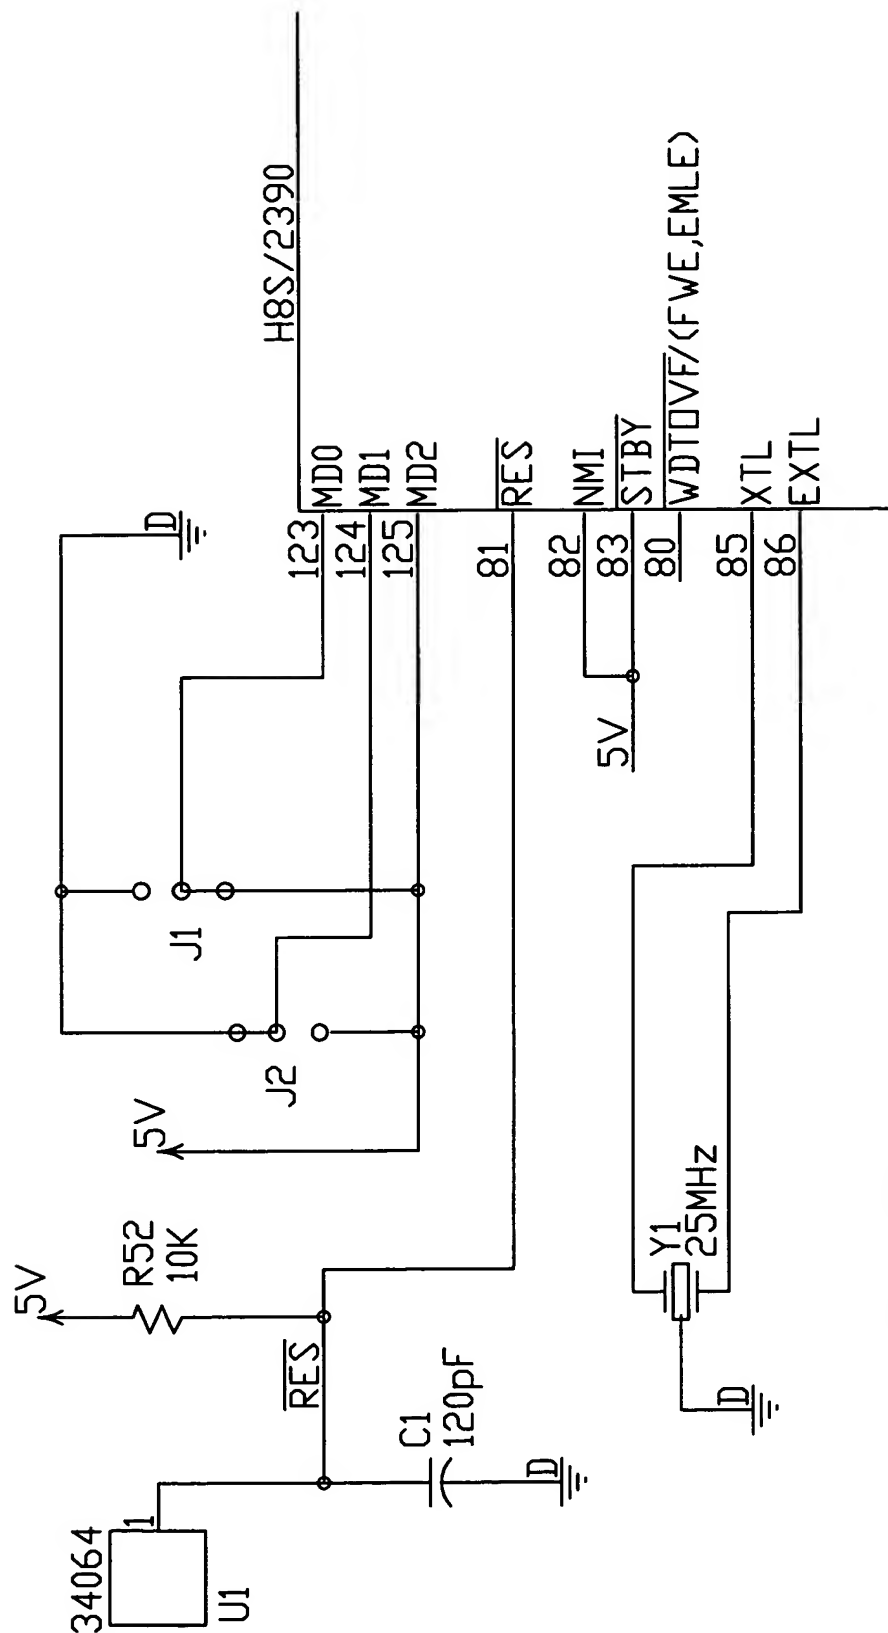 34064
1
U1
RES
5V
R52
10K
C1
120pF
D
5V
J2
J1
D
Y1
25MHz
D
5V
H8S/2390
123
MD0
124
MD1
125
MD2
81
RES
82
NMI
83
STBY
80
WDTOVF/(FWE,EMLE)
85
XTL
86
EXTL